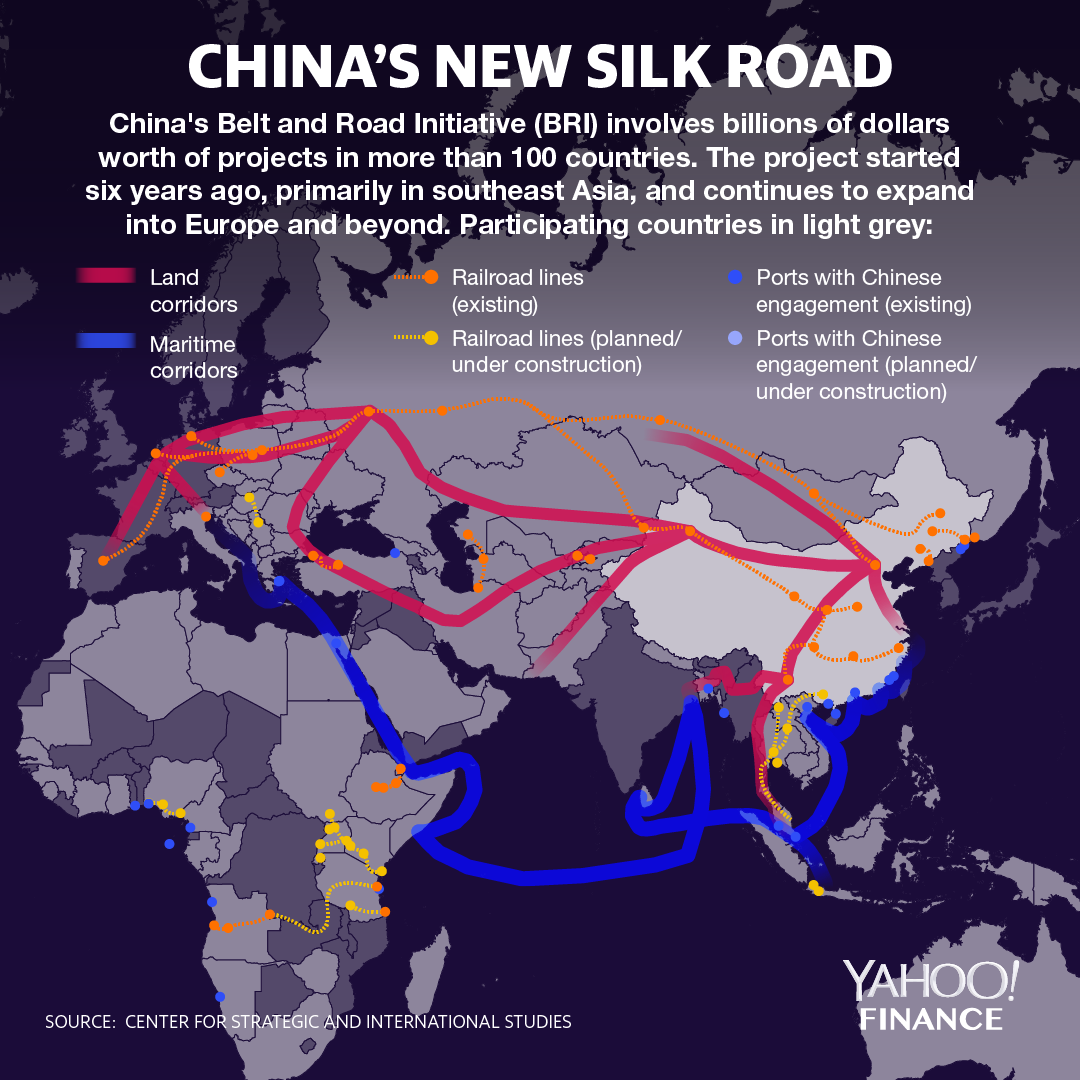 CHINA'S NEW SILK ROAD
China's Belt and Road Initiative (BRI) involves billions of dollars
worth of projects in more than 100 countries. The project started
six years ago, primarily in southeast Asia, and continues to expand
into Europe and beyond. Participating countries in light grey:
Land
corridors
Maritime
corridors
Railroad lines
(existing)
Railroad lines (planned/
under construction)
Ports with Chinese
engagement (existing)
Ports with Chinese
engagement (planned/
under construction)
YAHOO!
FINANCE
SOURCE: CENTER FOR STRATEGIC AND INTERNATIONAL STUDIES